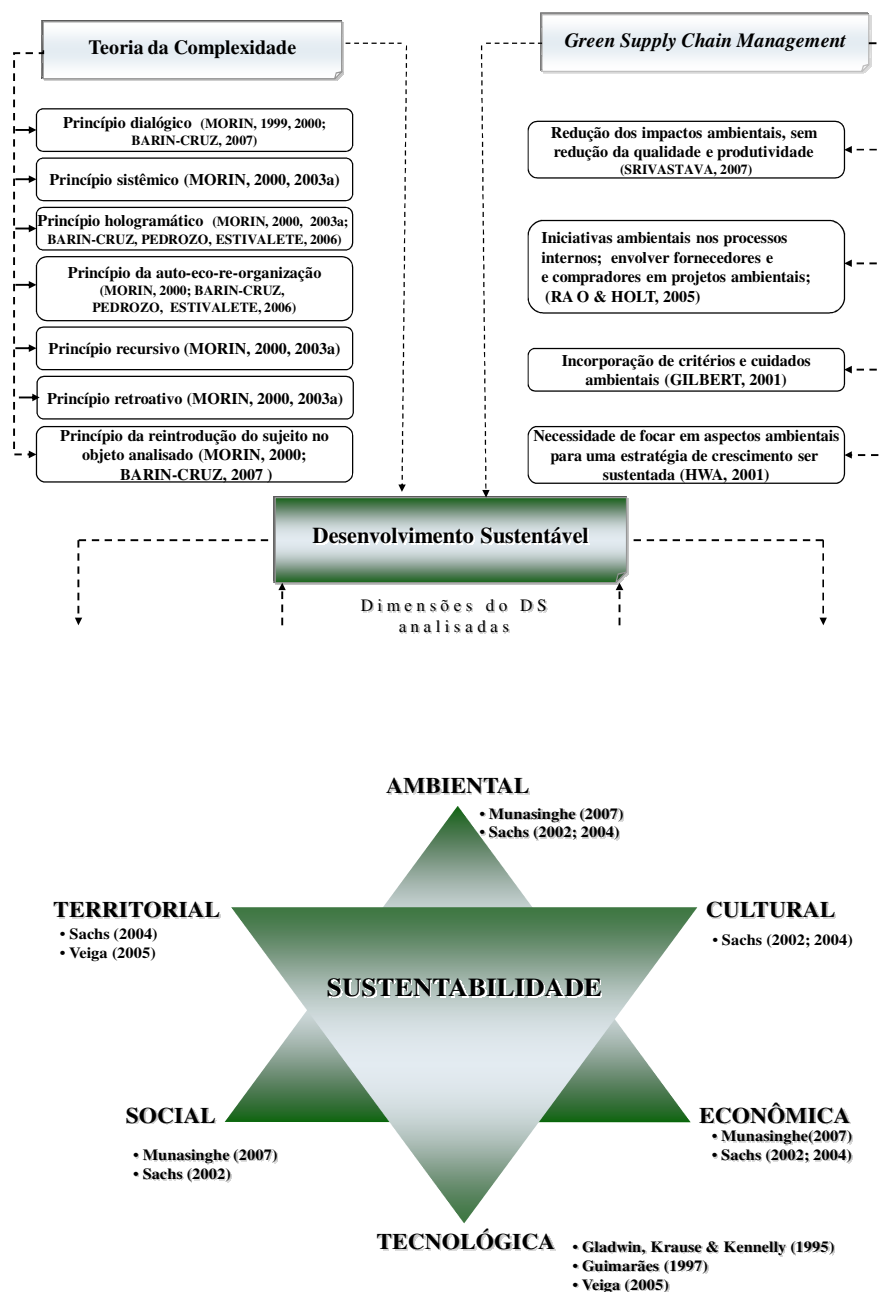 Teoria da Complexidade
Green Supply Chain Management
Princípio dialógico (MORIN, 1999, 2000;
BARIN-CRUZ, 2007)
Princípio sistêmico (MORIN, 2000, 2003a)
Princípio hologramático (MORIN, 2000, 2003a;
BARIN-CRUZ, PEDROZO, ESTIVALETE, 2006)
Princípio da auto-eco-re-organização
(MORIN, 2000; BARIN-CRUZ,
PEDROZO, ESTIVALETE, 2006)
Princípio recursivo (MORIN, 2000, 2003a)
Princípio retroativo (MORIN, 2000, 2003a)
Princípio da reintrodução do sujeito no
objeto analisado (MORIN, 2000;
BARIN-CRUZ, 2007 )
Redução dos impactos ambientais, sem
redução da qualidade e produtividade
(SRIVASTAVA, 2007)
Iniciativas ambientais nos processos
internos; envolver fornecedores e
e compradores em projetos ambientais;
(RA O & HOLT, 2005)
Incorporação de critérios e cuidados
ambientais (GILBERT, 2001)
Necessidade de focar em aspectos ambientais
para uma estratégia de crescimento ser
sustentada (HWA, 2001)
Desenvolvimento Sustentável
Dimensões do DS
analisadas
AMBIENTAL
• Munasinghe (2007)
• Sachs (2002; 2004)
TERRITORIAL
• Sachs (2004)
• Veiga (2005)
CULTURAL
• Sachs (2002; 2004)
SUSTENTABILIDADE
SOCIAL
• Munasinghe (2007)
• Sachs (2002)
ECONÔMICA
• Munasinghe(2007)
• Sachs (2002; 2004)
TECNOLÓGICA
• Gladwin, Krause & Kennelly (1995)
• Guimarães (1997)
• Veiga (2005)